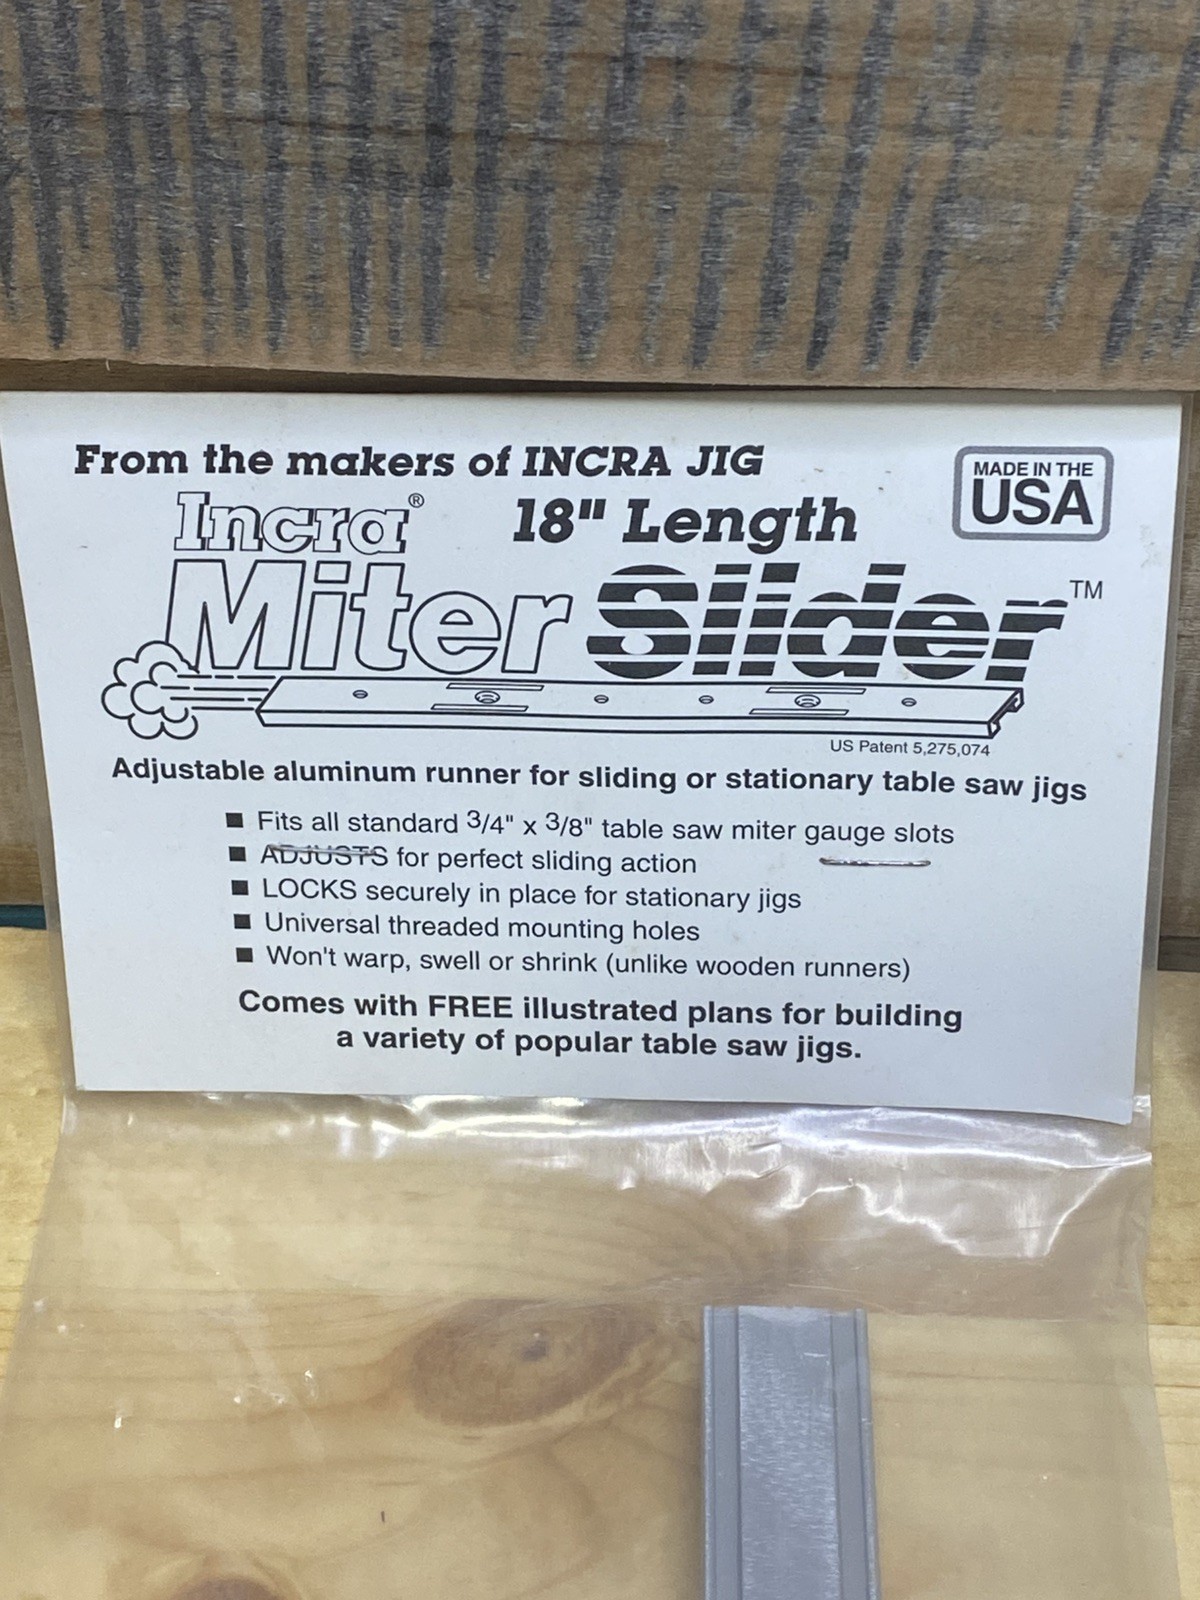 From the makers of INCRA JIG
MADE IN THE
USA
Incra®
18" Length
Miter Slider™
US Patent 5,275,074
Adjustable aluminum runner for sliding or stationary table saw jigs
■ Fits all standard 3/4" x 3/8" table saw miter gauge slots
■ ADJUSTS for perfect sliding action
■ LOCKS securely in place for stationary jigs
■ Universal threaded mounting holes
■ Won't warp, swell or shrink (unlike wooden runners)
Comes with FREE illustrated plans for building
a variety of popular table saw jigs.